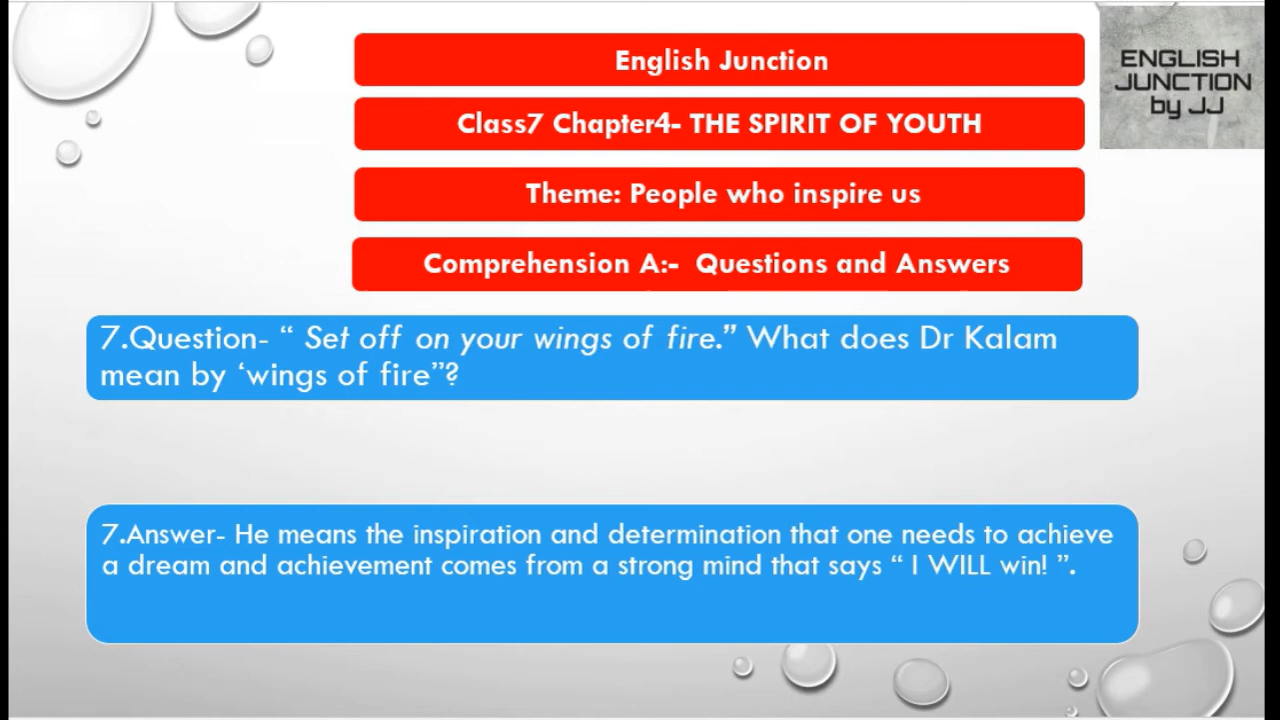 English Junction
ENGLISH
JUNCTION
by JJ
Class7 Chapter4- THE SPIRIT OF YOUTH
Theme: People who inspire us
Comprehension A:-  Questions and Answers
7.Question- “ Set off on your wings of fire.” What does Dr Kalam
mean by ‘wings of fire”?
7.Answer- He means the inspiration and determination that one needs to achieve
a dream and achievement comes from a strong mind that says “ I WILL win! ”.